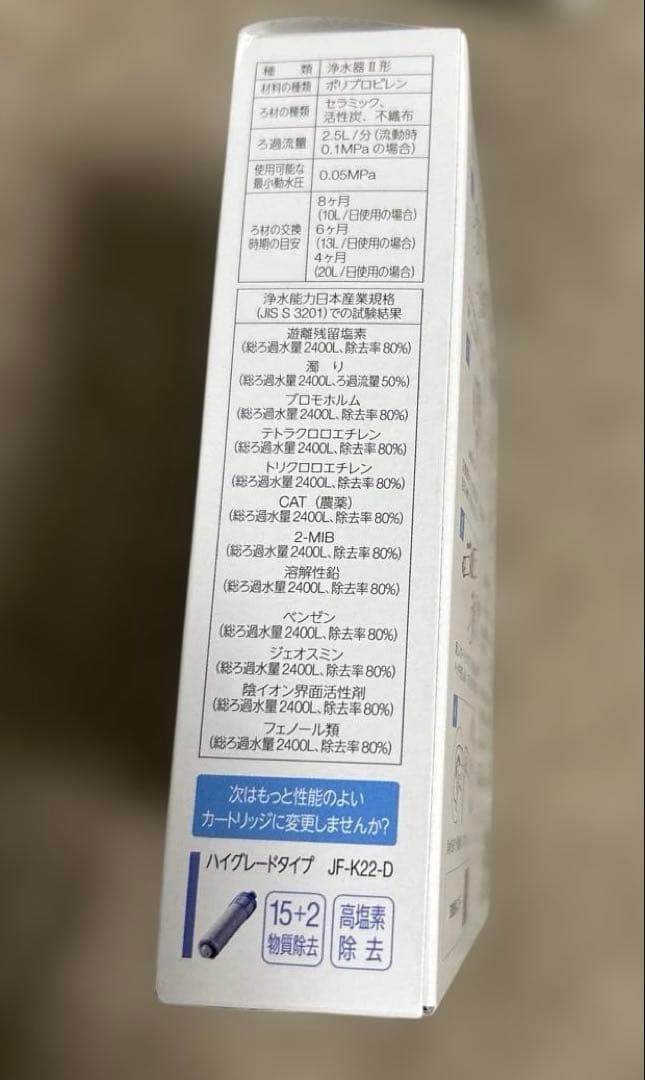 種 類 浄水器Ⅱ形
材料の種類 ポリプロピレン
ろ材の種類 セラミック、
活性炭、不織布
ろ過流量 2.5L/分(流動時
0.1MPaの場合)
使用可能な
最小動水圧 0.05MPa
ろ材の交換
時期の目安
8ヶ月
(10L/日使用の場合)
6ヶ月
(13L/日使用の場合)
4ヶ月
(20L/日使用の場合)
浄水能力日本産業規格
(JIS S 3201)での試験結果
遊離残留塩素
(総ろ過水量2400L、除去率80%)
濁 り
(総ろ過水量2400L、ろ過流量50%)
ブロモホルム
(総ろ過水量2400L、除去率80%)
テトラクロロエチレン
(総ろ過水量2400L、除去率80%)
トリクロロエチレン
(総ろ過水量2400L、除去率80%)
CAT(農薬)
(総ろ過水量2400L、除去率80%)
2-MIB
(総ろ過水量2400L、除去率80%)
溶解性鉛
(総ろ過水量2400L、除去率80%)
ベンゼン
(総ろ過水量2400L、除去率80%)
ジェオスミン
(総ろ過水量2400L、除去率80%)
陰イオン界面活性剤
(総ろ過水量2400L、除去率80%)
フェノール類
(総ろ過水量2400L、除去率80%)
次はもっと性能のよい
カートリッジに変更しませんか?
ハイグレードタイプ JF-K22-D
15+2
物質除去
高塩素
除去